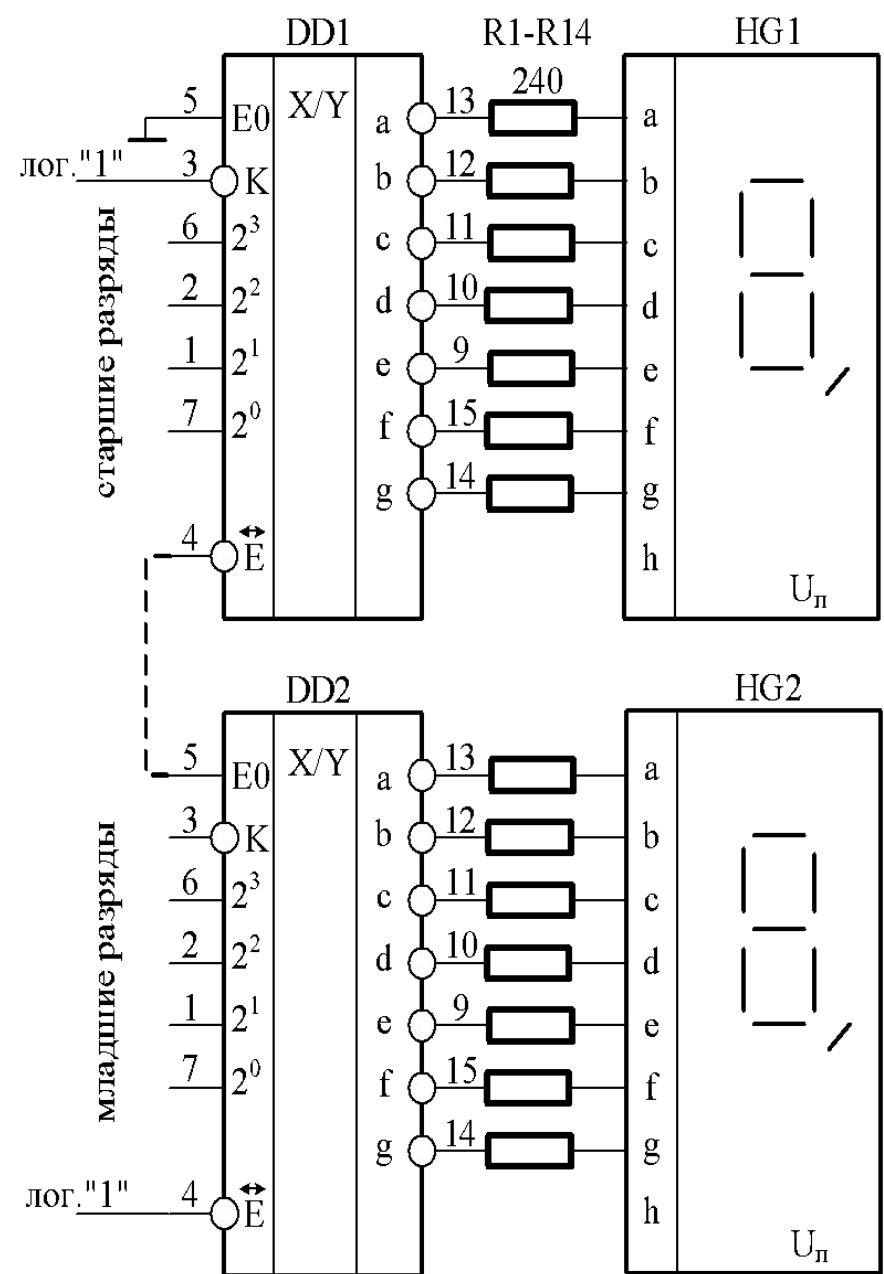 DD1 R1-R14 HG1
240
5 E0 X/Y a 13 a
лог."1" 3 K b 12 b
6 2³ c 11 c
2 2² d 10 d
1 2¹ e 9 e
7 2⁰ f 15 f
g 14 g
старшие разряды
4 ↔ E h
Uп
DD2 HG2
5 E0 X/Y a 13 a
3 K b 12 b
6 2³ c 11 c
2 2² d 10 d
1 2¹ e 9 e
7 2⁰ f 15 f
g 14 g
младшие разряды
лог."1" 4 ↔ E h
Uп